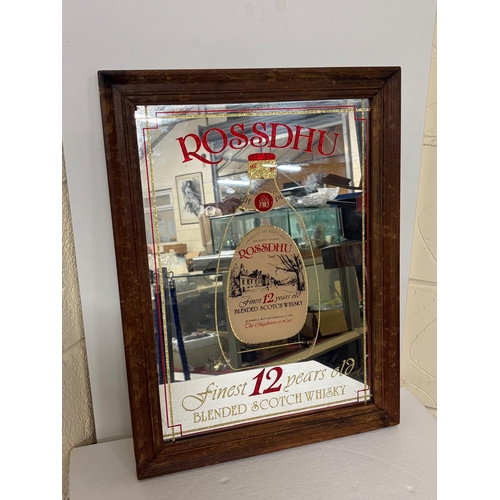 ROSSDHU
ROSSDHU
Finest 12 years old
BLENDED SCOTCH WHISKY
Finest 12 years old
BLENDED SCOTCH WHISKY